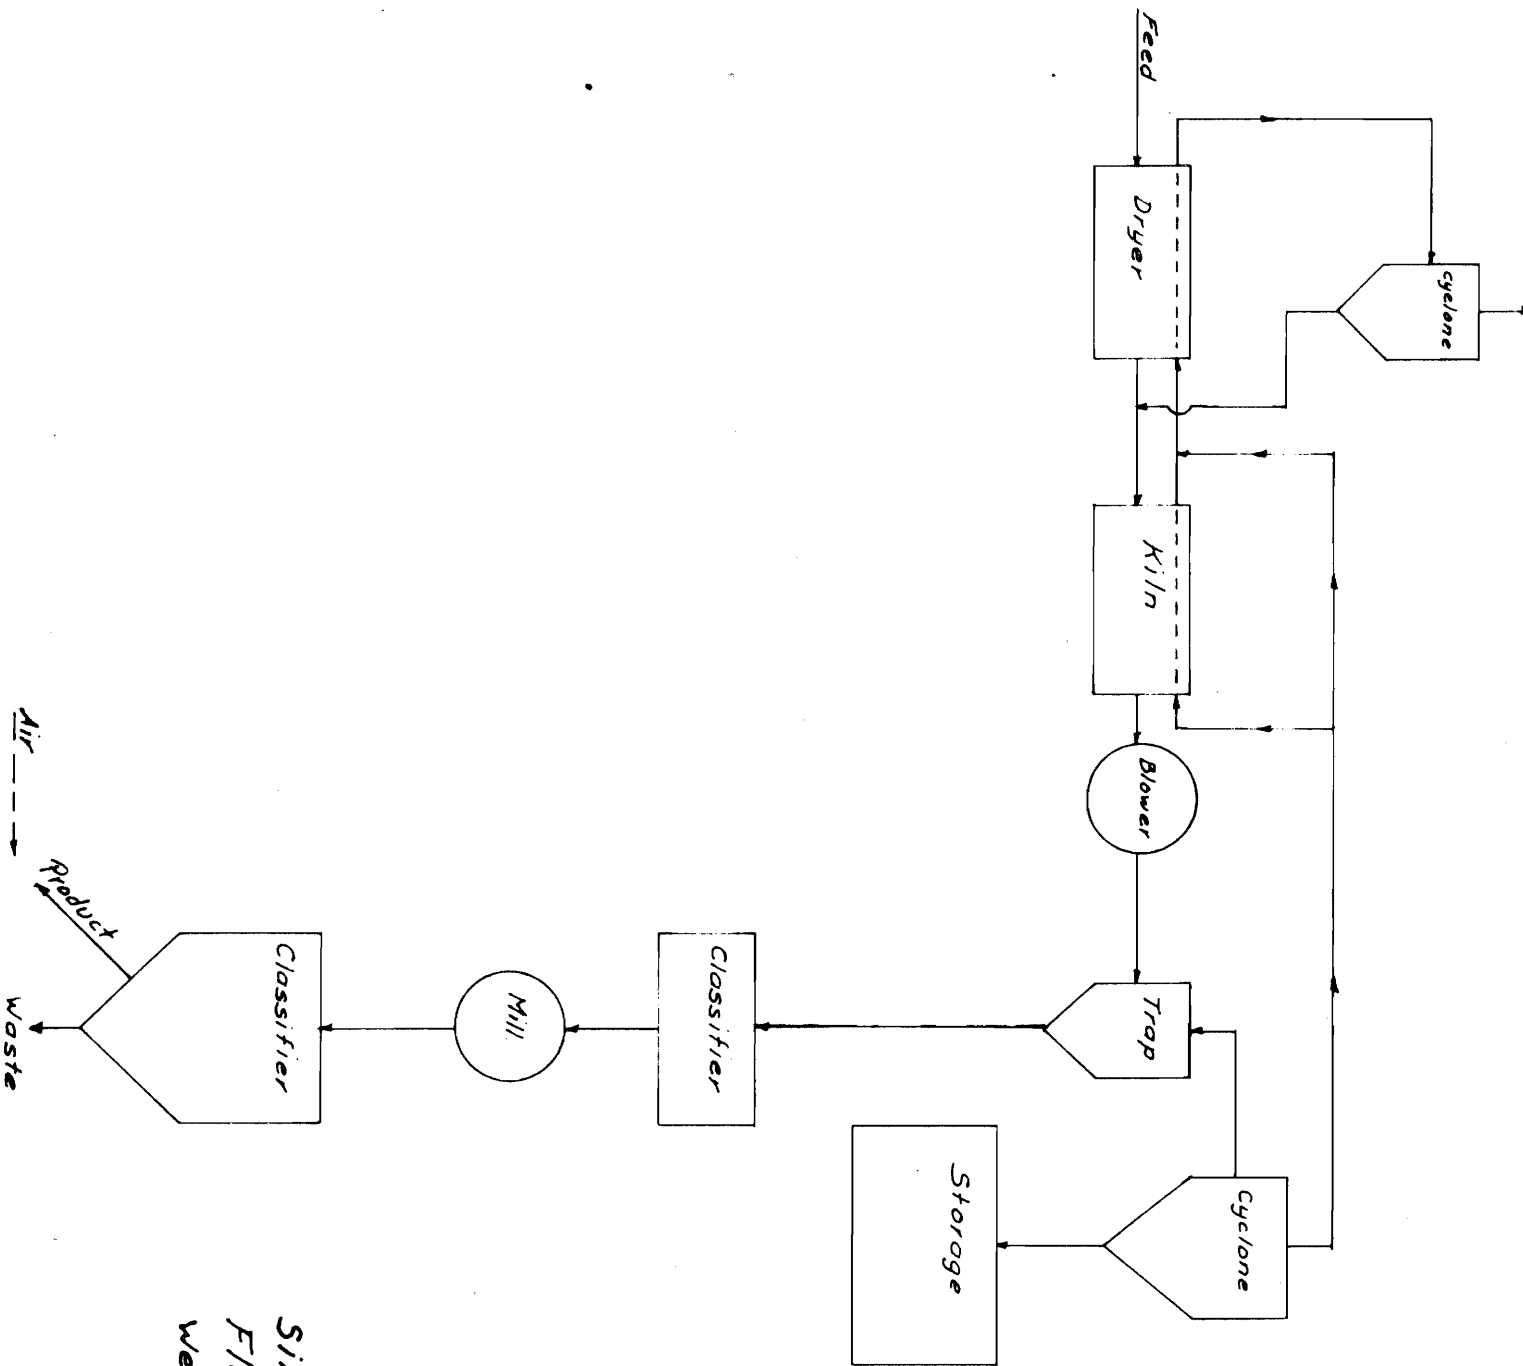 cyclone
Cyclone
Feed
Dryer
Kiln
Blower
Trap
Storage
Classifier
Mill
Classifier
Product
Air
Waste